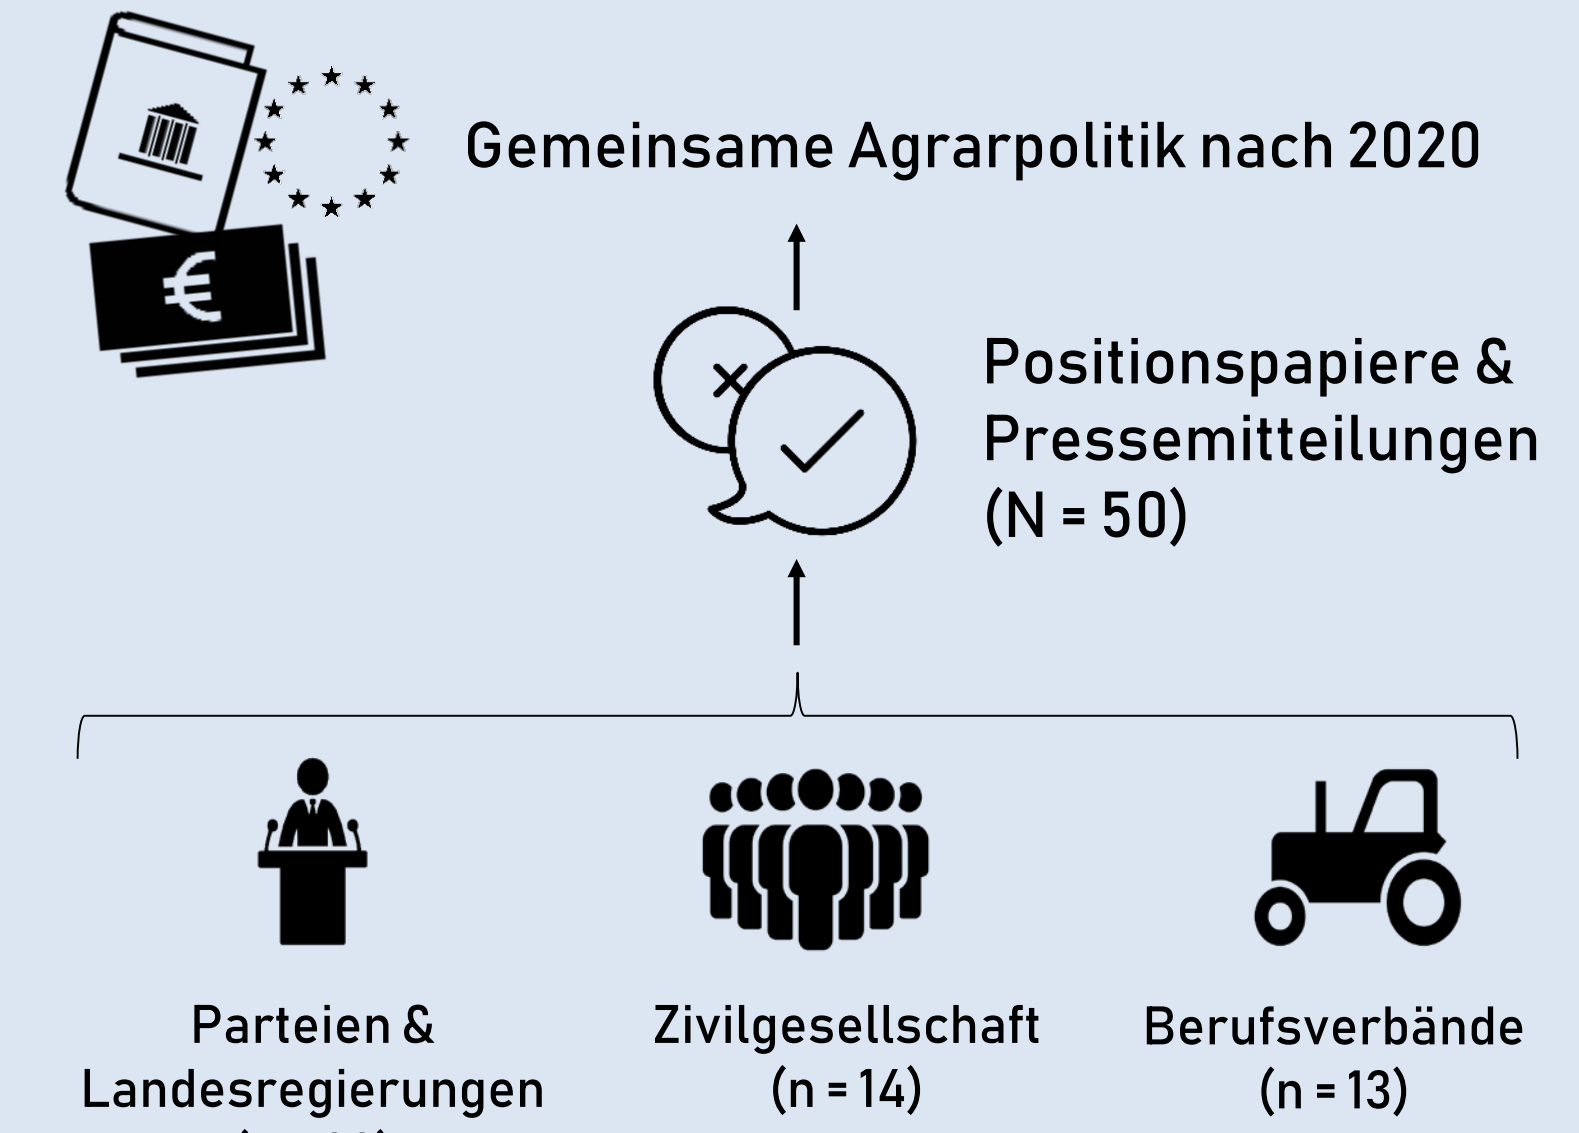 Gemeinsame Agrarpolitik nach 2020
Positionspapiere &
Pressemitteilungen
(N = 50)
Parteien &
Landesregierungen
Zivilgesellschaft
(n = 14)
Berufsverbände
(n = 13)